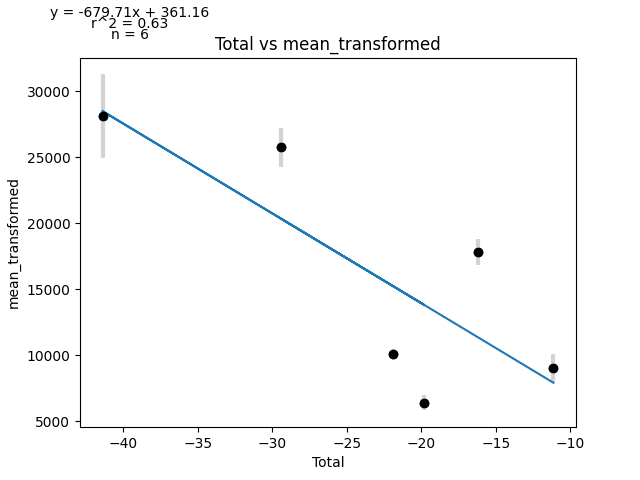 y = -679.71x + 361.16
r^2 = 0.63
n = 6
Total vs mean_transformed
30000
25000
20000
15000
10000
5000
mean_transformed
−40
−35
−30
−25
−20
−15
−10
Total